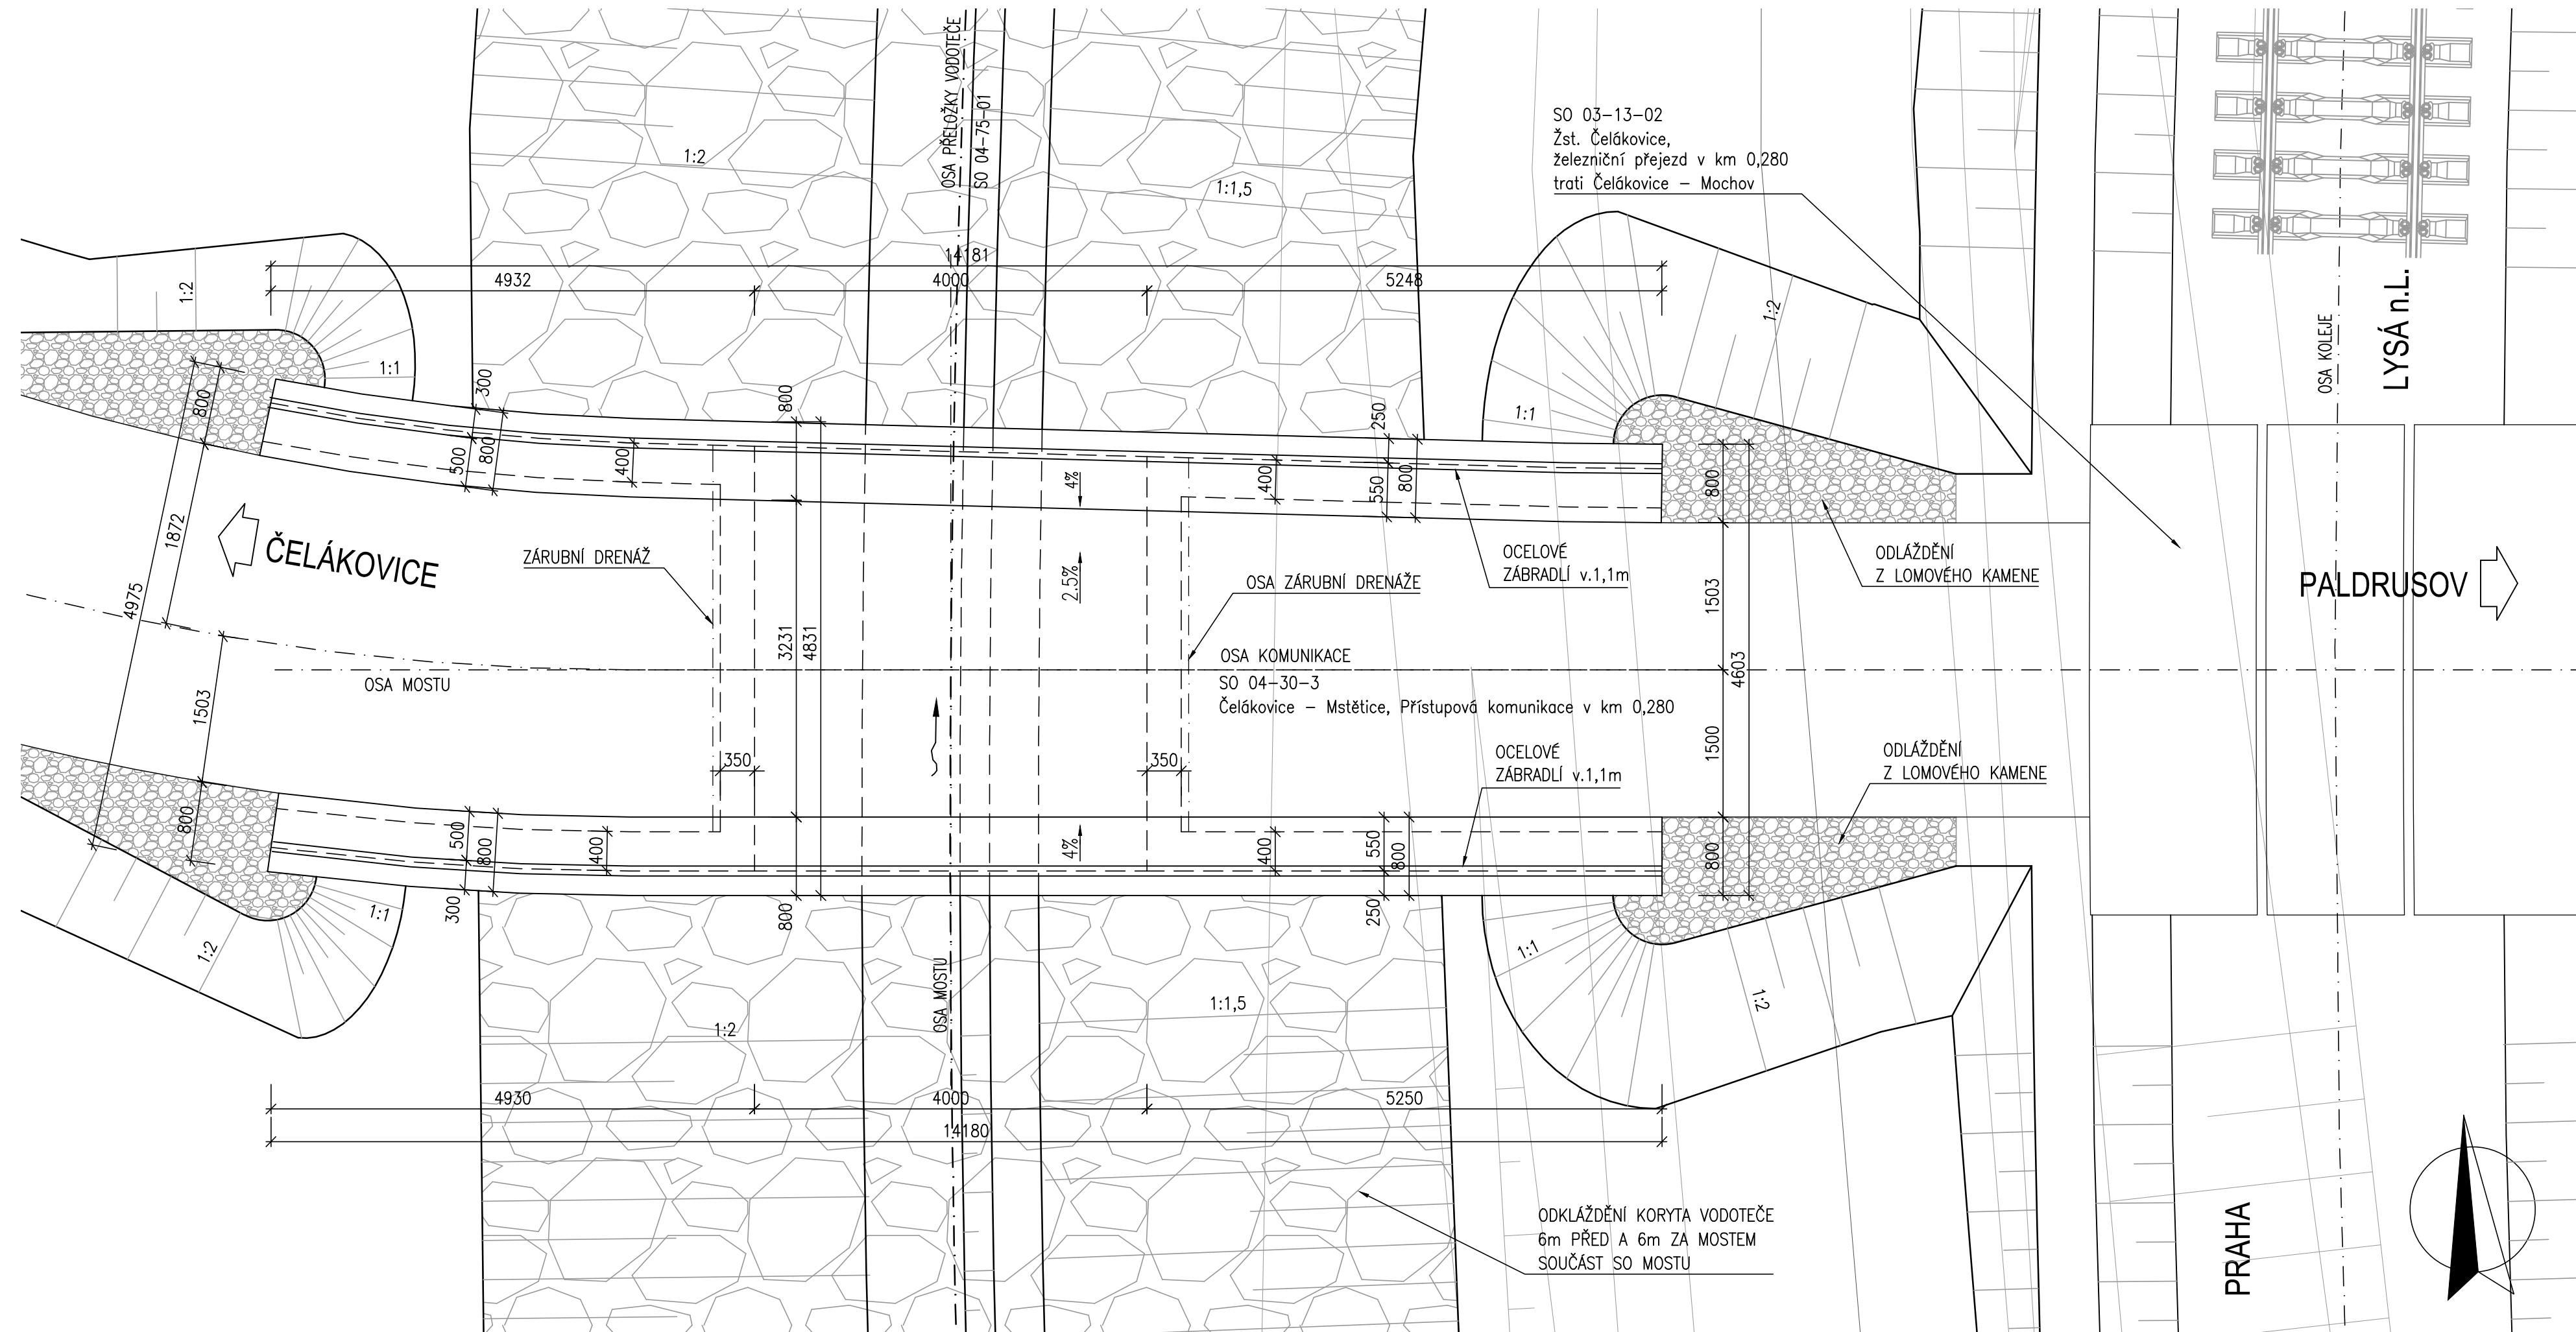 OSA PŘELOŽKY VODOTEČE
SO 04-75-01
1:2
1:1,5
SO 03-13-02
Žst. Čelákovice,
železniční přejezd v km 0,280
trati Čelákovice - Mochov
14181
4932
4000
5248
1:2
1:1
1:2
1:1
OSA KOLEJE
LYSÁ n.L.
300
800
500
800
400
800
250
400
550
800
800
4%
1872
4975
ČELÁKOVICE
ZÁRUBNÍ DRENÁŽ
2.5%
OSA ZÁRUBNÍ DRENÁŽE
OCELOVÉ
ZÁBRADLÍ v.1,1m
ODLÁŽDĚNÍ
Z LOMOVÉHO KAMENE
PALDRUSOV
1503
3231
4831
OSA KOMUNIKACE
SO 04-30-3
Čelákovice - Mstětice, Přístupová komunikace v km 0,280
OSA MOSTU
4603
1503
1500
350
350
OCELOVÉ
ZÁBRADLÍ v.1,1m
ODLÁŽDĚNÍ
Z LOMOVÉHO KAMENE
800
500
800
400
4%
400
550
800
800
300
800
250
1:1
1:2
OSA MOSTU
1:2
1:1,5
1:1
1:2
4930
4000
5250
14180
ODKLÁŽDĚNÍ KORYTA VODOTEČE
6m PŘED A 6m ZA MOSTEM
SOUČÁST SO MOSTU
PRAHA